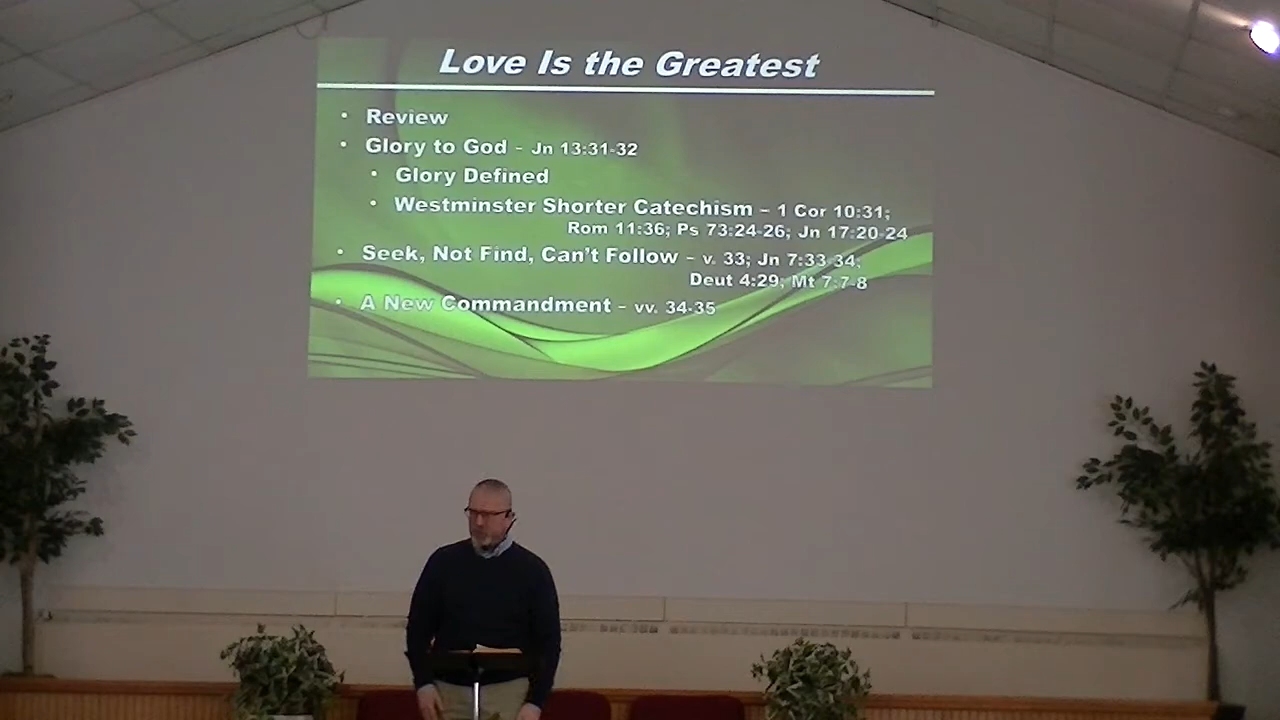 Love Is the Greatest
• Review
• Glory to God - Jn 13:31-32
• Glory Defined
• Westminster Shorter Catechism – 1 Cor 10:31;
Rom 11:36; Ps 73:24-26; Jn 17:20-24
• Seek, Not Find, Can't Follow – v. 33; Jn 7:33-34;
Deut 4:29; Mt 7:7-8
• A New Commandment – vv. 34-35